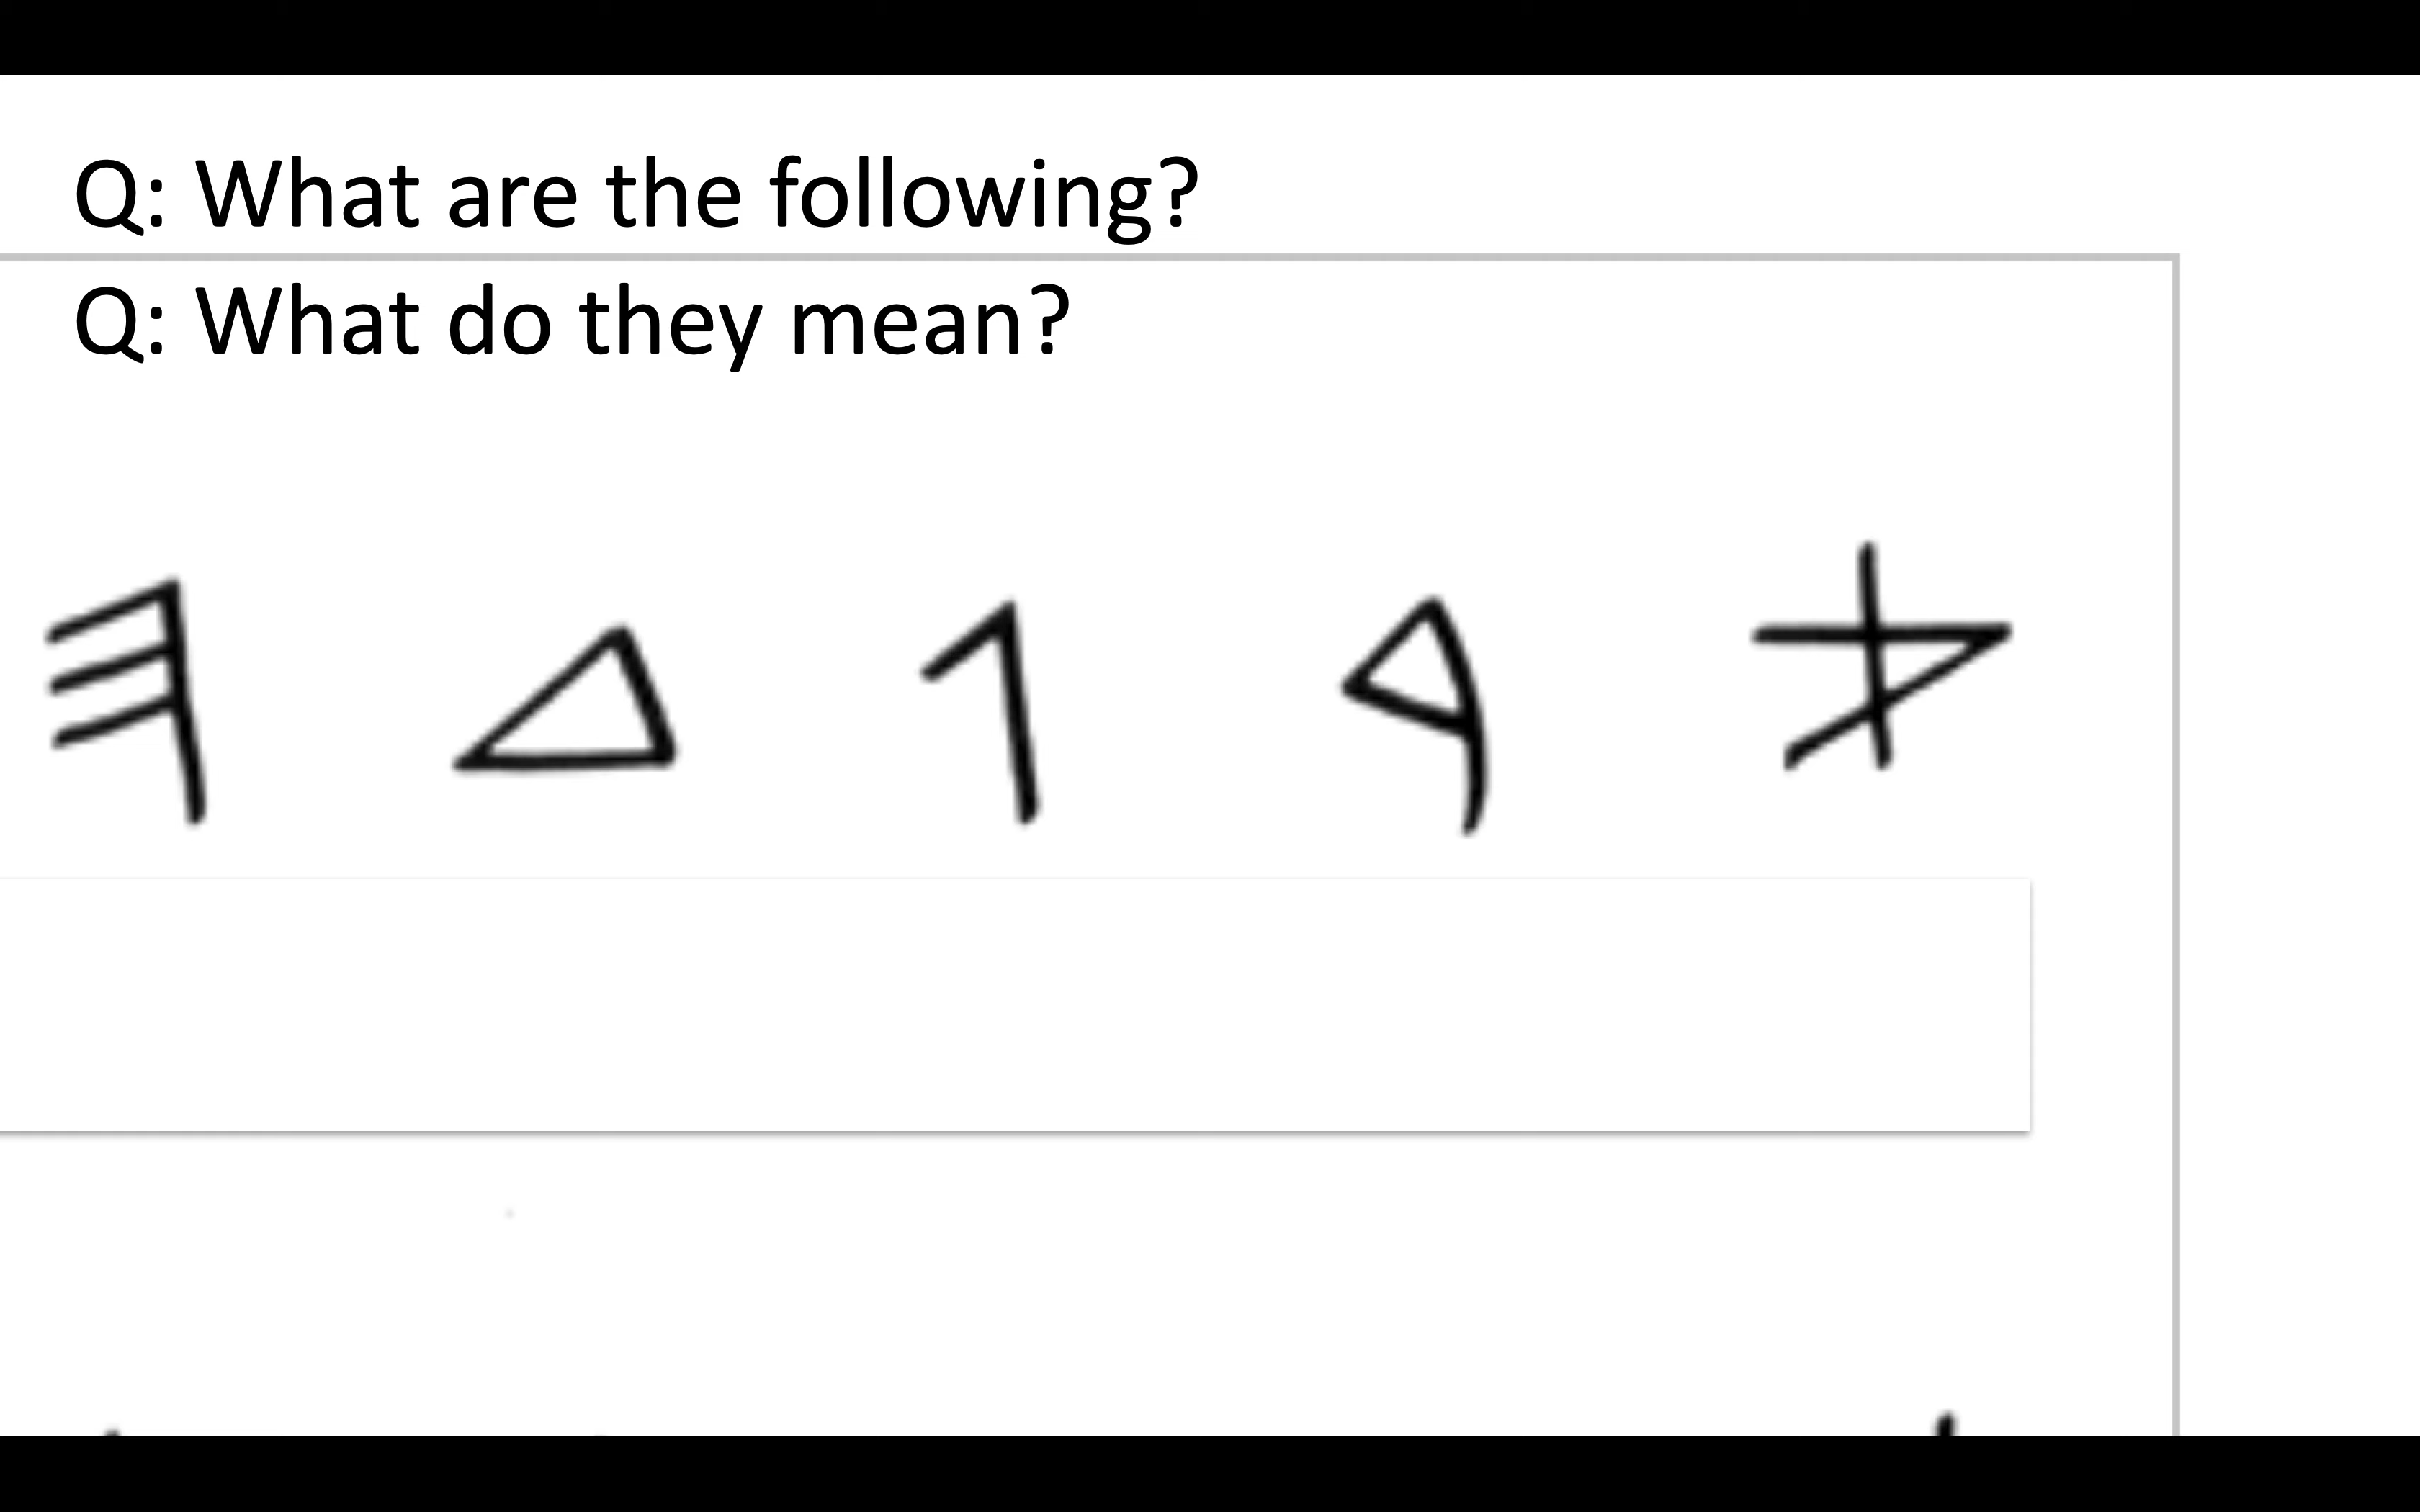 Q: What are the following?
Q: What do they mean?
𐤀 𐤁 𐤂 𐤃 𐤄